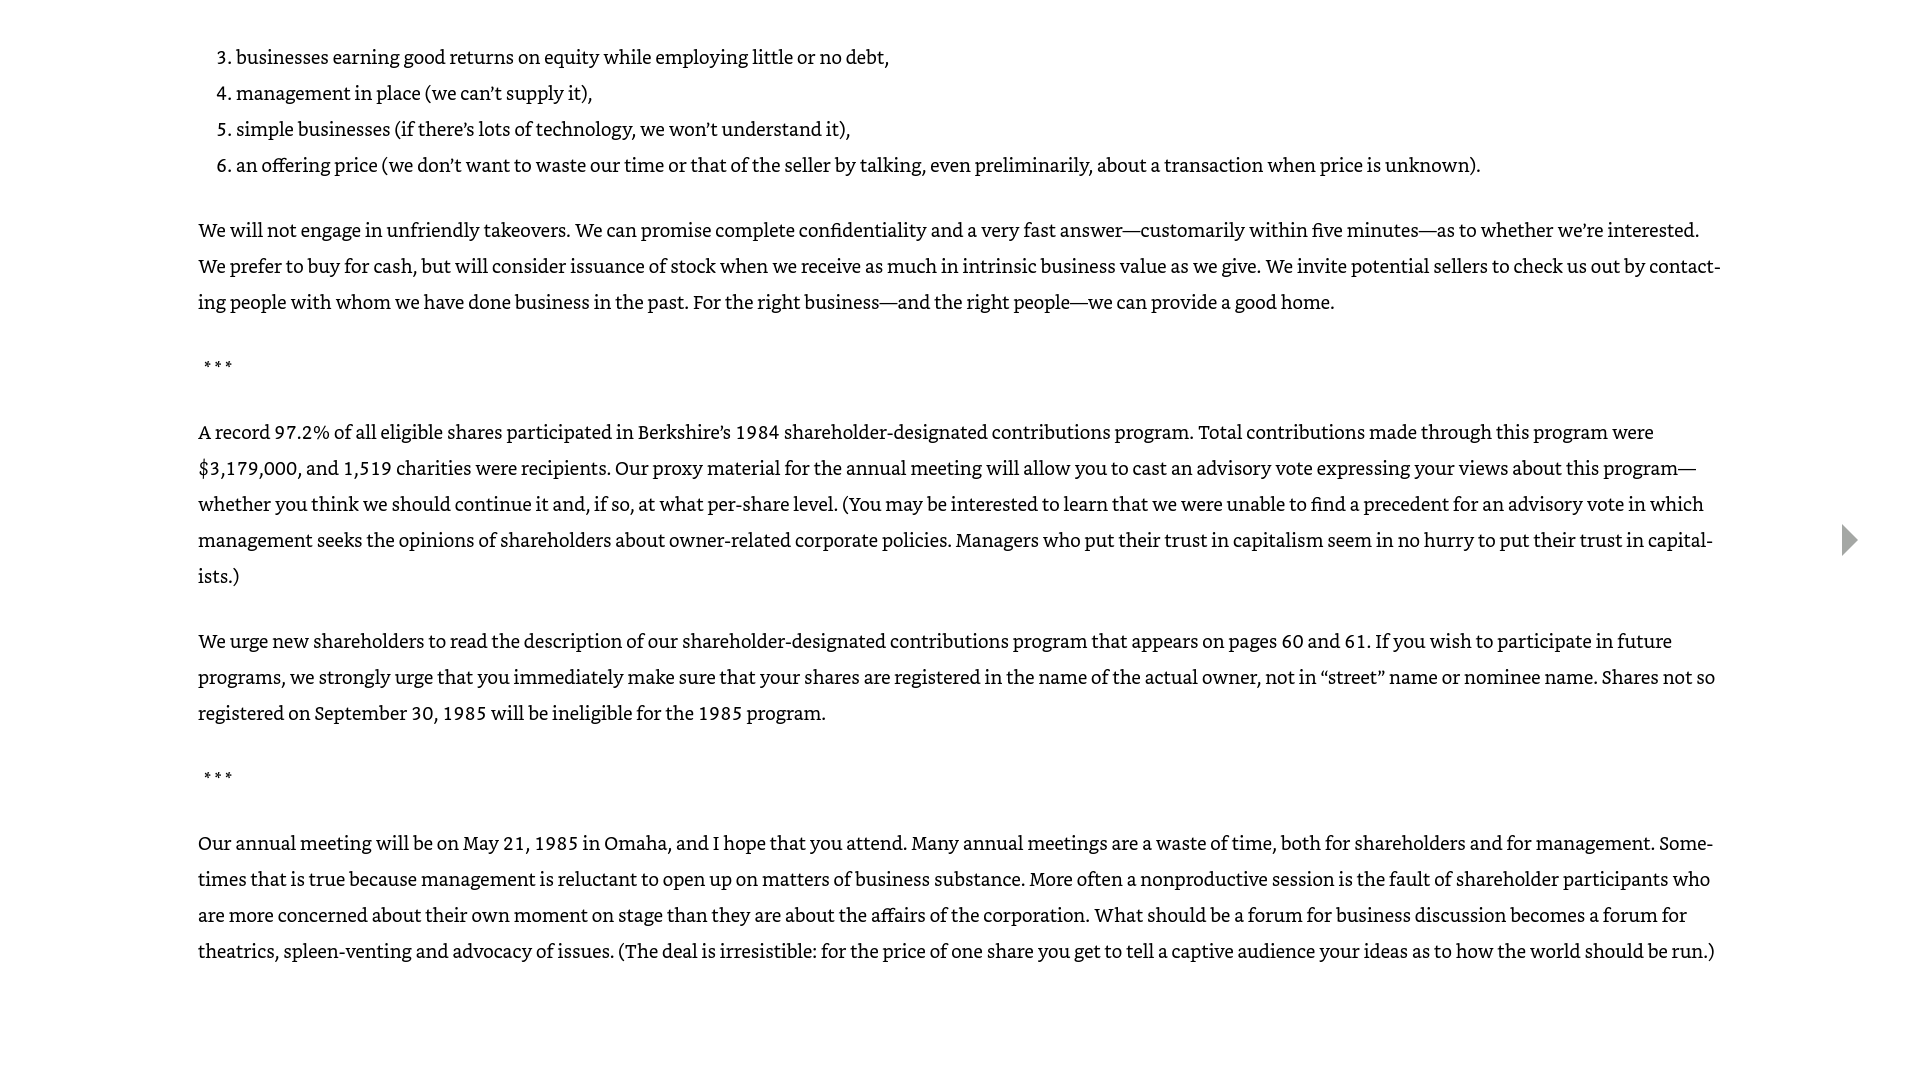 3. businesses earning good returns on equity while employing little or no debt,
4. management in place (we can’t supply it),
5. simple businesses (if there’s lots of technology, we won’t understand it),
6. an offering price (we don’t want to waste our time or that of the seller by talking, even preliminarily, about a transaction when price is unknown).
We will not engage in unfriendly takeovers. We can promise complete confidentiality and a very fast answer—customarily within five minutes—as to whether we’re interested.
We prefer to buy for cash, but will consider issuance of stock when we receive as much in intrinsic business value as we give. We invite potential sellers to check us out by contact-
ing people with whom we have done business in the past. For the right business—and the right people—we can provide a good home.
***
A record 97.2% of all eligible shares participated in Berkshire’s 1984 shareholder-designated contributions program. Total contributions made through this program were
$3,179,000, and 1,519 charities were recipients. Our proxy material for the annual meeting will allow you to cast an advisory vote expressing your views about this program—
whether you think we should continue it and, if so, at what per-share level. (You may be interested to learn that we were unable to find a precedent for an advisory vote in which
management seeks the opinions of shareholders about owner-related corporate policies. Managers who put their trust in capitalism seem in no hurry to put their trust in capital-
ists.)
We urge new shareholders to read the description of our shareholder-designated contributions program that appears on pages 60 and 61. If you wish to participate in future
programs, we strongly urge that you immediately make sure that your shares are registered in the name of the actual owner, not in “street” name or nominee name. Shares not so
registered on September 30, 1985 will be ineligible for the 1985 program.
***
Our annual meeting will be on May 21, 1985 in Omaha, and I hope that you attend. Many annual meetings are a waste of time, both for shareholders and for management. Some-
times that is true because management is reluctant to open up on matters of business substance. More often a nonproductive session is the fault of shareholder participants who
are more concerned about their own moment on stage than they are about the affairs of the corporation. What should be a forum for business discussion becomes a forum for
theatrics, spleen-venting and advocacy of issues. (The deal is irresistible: for the price of one share you get to tell a captive audience your ideas as to how the world should be run.)